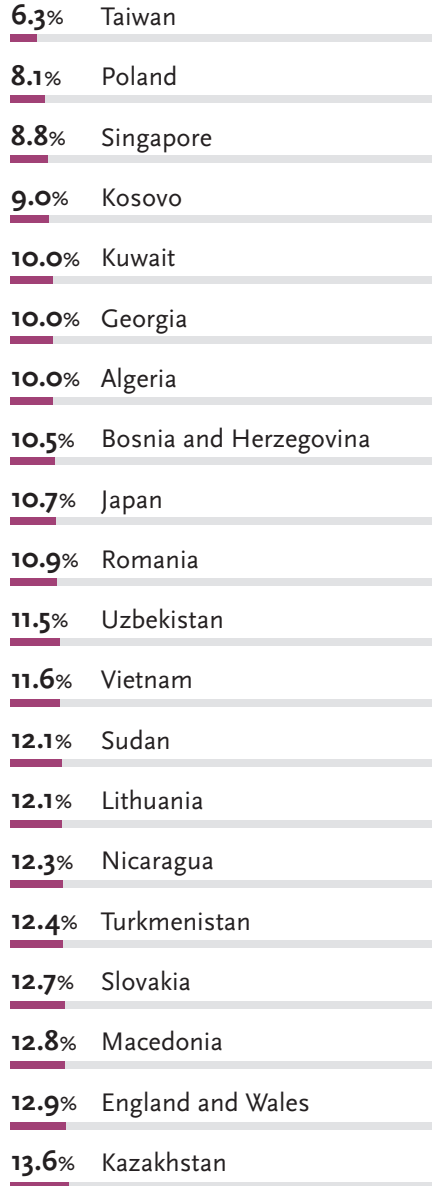 6.3% Taiwan
8.1% Poland
8.8% Singapore
9.0% Kosovo
10.0% Kuwait
10.0% Georgia
10.0% Algeria
10.5% Bosnia and Herzegovina
10.7% Japan
10.9% Romania
11.5% Uzbekistan
11.6% Vietnam
12.1% Sudan
12.1% Lithuania
12.3% Nicaragua
12.4% Turkmenistan
12.7% Slovakia
12.8% Macedonia
12.9% England and Wales
13.6% Kazakhstan